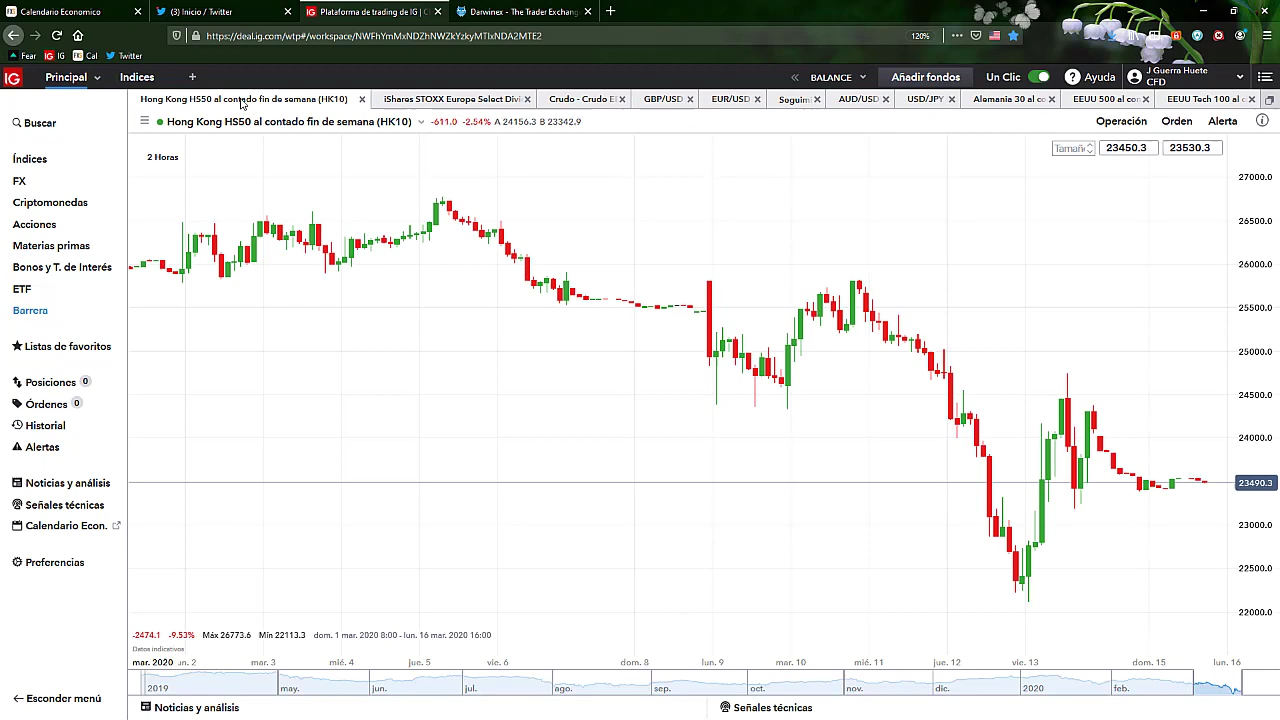 Calendario Economico
(3) Inicio / Twitter
Plataforma de trading de IG | C
Darwinex - The Trader Exchang
https://deal.ig.com/wtp#/workspace/NWFhYmMxNDZhNWZkYzkyMTIxNDA2MTE2
120%
Fear
IG
Cal
Twitter
IG
Principal
Indices
BALANCE
Añadir fondos
Un Clic
Ayuda
J Guerra Huete
CFD
Hong Kong HS50 al contado fin de semana (HK10)
iShares STOXX Europe Select Divi
Crudo - Crudo El
GBP/USD
EUR/USD
Seguim
AUD/USD
USD/JPY
Alemania 30 al co
EEUU 500 al con
EEUU Tech 100 al c
Buscar
Hong Kong HS50 al contado fin de semana (HK10)
-611.0 -2.54% A 24156.3 B 23342.9
Operación
Orden
Alerta
2 Horas
Tamaño
23450.3
23530.3
Índices
FX
Criptomonedas
Acciones
Materias primas
Bonos y T. de Interés
ETF
Barrera
Listas de favoritos
Posiciones 0
Órdenes 0
Historial
Alertas
Noticias y análisis
Señales técnicas
Calendario Econ.
Preferencias
Esconder menú
27000.0
26500.0
26000.0
25500.0
25000.0
24500.0
24000.0
23490.3
23000.0
22500.0
22000.0
-2474.1 -9.53% Máx 26773.6 Mín 22113.3 dom. 1 mar. 2020 8:00 - lun. 16 mar. 2020 16:00
Datos indicativos
mar. 2020
un. 2
mar. 3
mié. 4
jue. 5
vie. 6
dom. 8
lun. 9
mar. 10
mié. 11
jue. 12
vie. 13
dom. 15
lun. 16
2019
may.
jun.
jul.
ago.
sep.
oct.
nov.
dic.
2020
feb.
Noticias y análisis
Señales técnicas